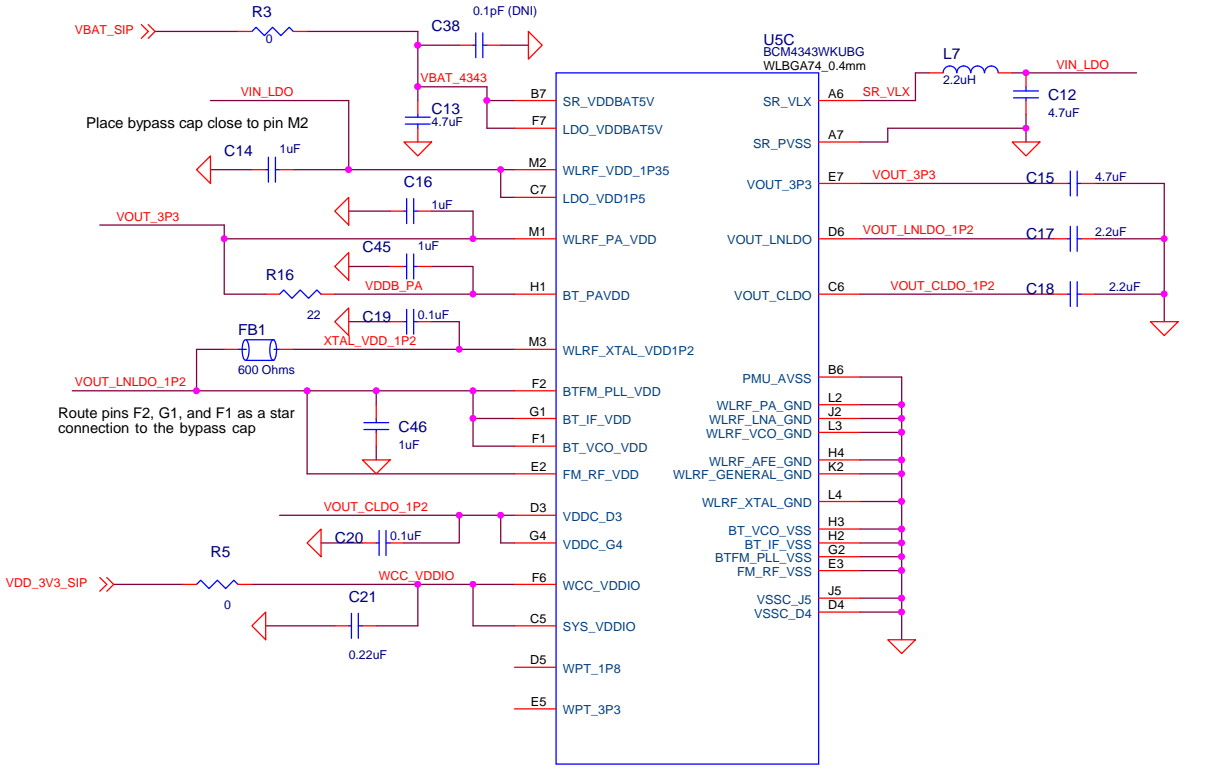 R3
0.1pF (DNI)
VBAT_SIP
0
C38
U5C
BCM4343WKUBG
WLBGA74_0.4mm
L7
2.2uH
VIN_LDO
VBAT_4343
VIN_LDO
C13
4.7uF
B7
SR_VDDBAT5V
SR_VLX
A6
SR_VLX
C12
4.7uF
Place bypass cap close to pin M2
F7
LDO_VDDBAT5V
SR_PVSS
A7
C14
1uF
M2
WLRF_VDD_1P35
C7
LDO_VDD1P5
VOUT_3P3
E7
VOUT_3P3
C15
4.7uF
C16
1uF
VOUT_3P3
M1
WLRF_PA_VDD
VOUT_LNLDO
D6
VOUT_LNLDO_1P2
C17
2.2uF
C45
1uF
R16
22
VDDB_PA
H1
BT_PAVDD
VOUT_CLDO
C6
VOUT_CLDO_1P2
C18
2.2uF
C19
0.1uF
FB1
600 Ohms
XTAL_VDD_1P2
M3
WLRF_XTAL_VDD1P2
VOUT_LNLDO_1P2
F2
BTFM_PLL_VDD
PMU_AVSS
B6
Route pins F2, G1, and F1 as a star
connection to the bypass cap
C46
1uF
G1
BT_IF_VDD
F1
BT_VCO_VDD
E2
FM_RF_VDD
WLRF_PA_GND
L2
WLRF_LNA_GND
J2
WLRF_VCO_GND
L3
WLRF_AFE_GND
H4
WLRF_GENERAL_GND
K2
WLRF_XTAL_GND
L4
VOUT_CLDO_1P2
D3
VDDC_D3
C20
0.1uF
G4
VDDC_G4
BT_VCO_VSS
H3
BT_IF_VSS
H2
BTFM_PLL_VSS
G2
FM_RF_VSS
E3
R5
0
VDD_3V3_SIP
WCC_VDDIO
F6
WCC_VDDIO
VSSC_J5
J5
VSSC_D4
D4
C21
0.22uF
C5
SYS_VDDIO
D5
WPT_1P8
E5
WPT_3P3